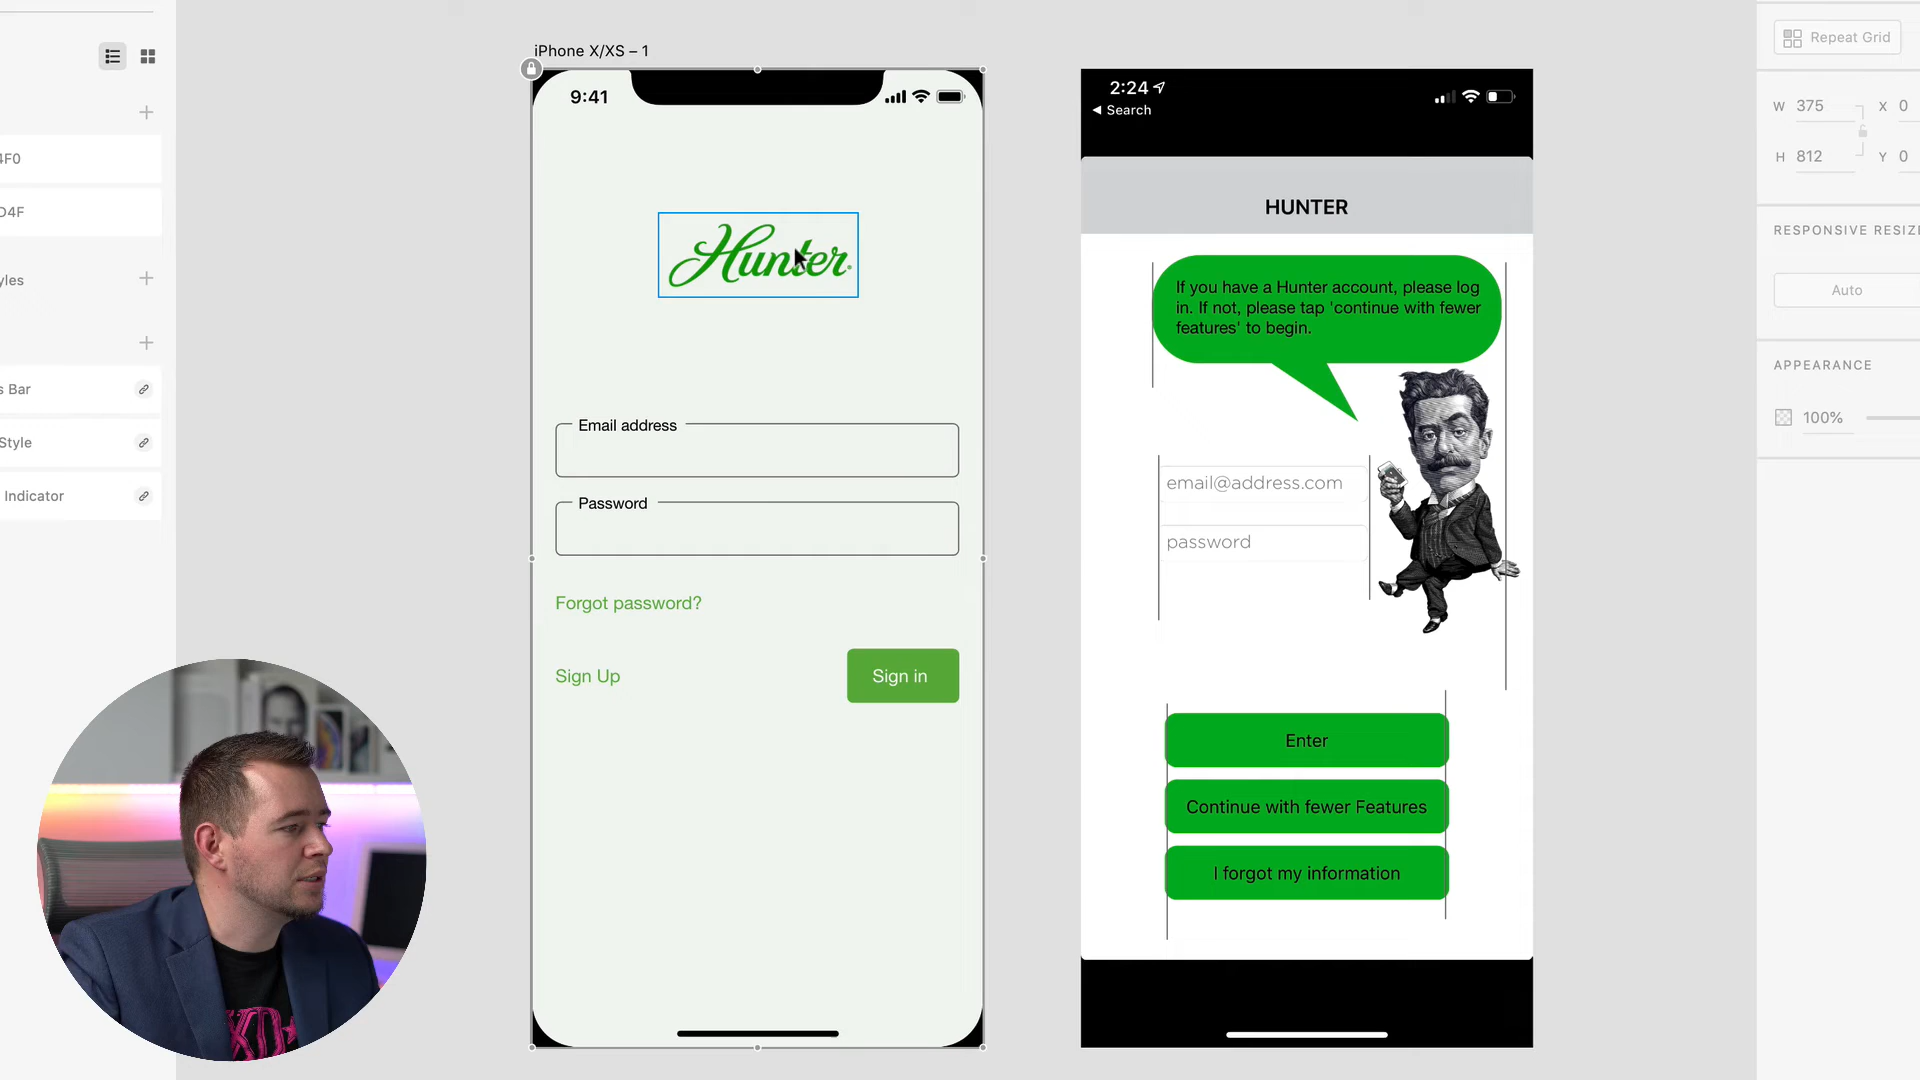 4F0
D4F
yles
s Bar
Style
Indicator
iPhone X/XS – 1
9:41
Hunter
Email address
Password
Forgot password?
Sign Up
Sign in
2:24
Search
HUNTER
If you have a Hunter account, please log
in. If not, please tap 'continue with fewer
features' to begin.
email@address.com
password
Enter
Continue with fewer Features
I forgot my information
Repeat Grid
W 375
X 0
H 812
Y 0
RESPONSIVE RESIZE
Auto
APPEARANCE
100%